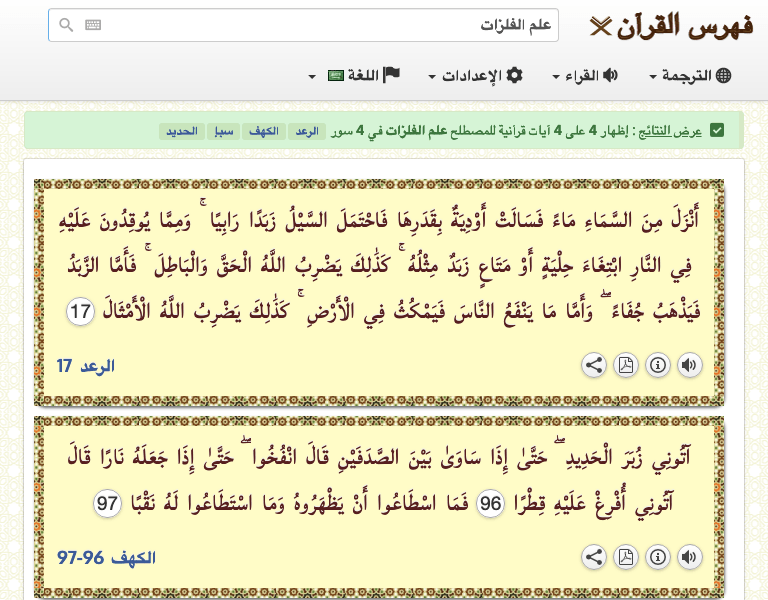 فهرس القرآن
علم الفلزات
الترجمة القراء الإعدادات اللغة
عرض النتائج : إظهار 4 على 4 آيات قرآنية للمصطلح علم الفلزات في 4 سور الرعد الكهف سبإ الحديد
أَنْزَلَ مِنَ السَّمَاءِ مَاءً فَسَالَتْ أَوْدِيَةٌ بِقَدَرِهَا فَاحْتَمَلَ السَّيْلُ زَبَدًا رَابِيًا ۚ وَمِمَّا يُوقِدُونَ عَلَيْهِ
فِي النَّارِ ابْتِغَاءَ حِلْيَةٍ أَوْ مَتَاعٍ زَبَدٌ مِثْلُهُ ۚ كَذَٰلِكَ يَضْرِبُ اللَّهُ الْحَقَّ وَالْبَاطِلَ ۚ فَأَمَّا الزَّبَدُ
فَيَذْهَبُ جُفَاءً ۖ وَأَمَّا مَا يَنْفَعُ النَّاسَ فَيَمْكُثُ فِي الْأَرْضِ ۚ كَذَٰلِكَ يَضْرِبُ اللَّهُ الْأَمْثَالَ 17
الرعد 17
آتُونِي زُبَرَ الْحَدِيدِ ۖ حَتَّىٰ إِذَا سَاوَىٰ بَيْنَ الصَّدَفَيْنِ قَالَ انْفُخُوا ۖ حَتَّىٰ إِذَا جَعَلَهُ نَارًا قَالَ
آتُونِي أُفْرِغْ عَلَيْهِ قِطْرًا 96 فَمَا اسْطَاعُوا أَنْ يَظْهَرُوهُ وَمَا اسْتَطَاعُوا لَهُ نَقْبًا 97
الكهف 96-97